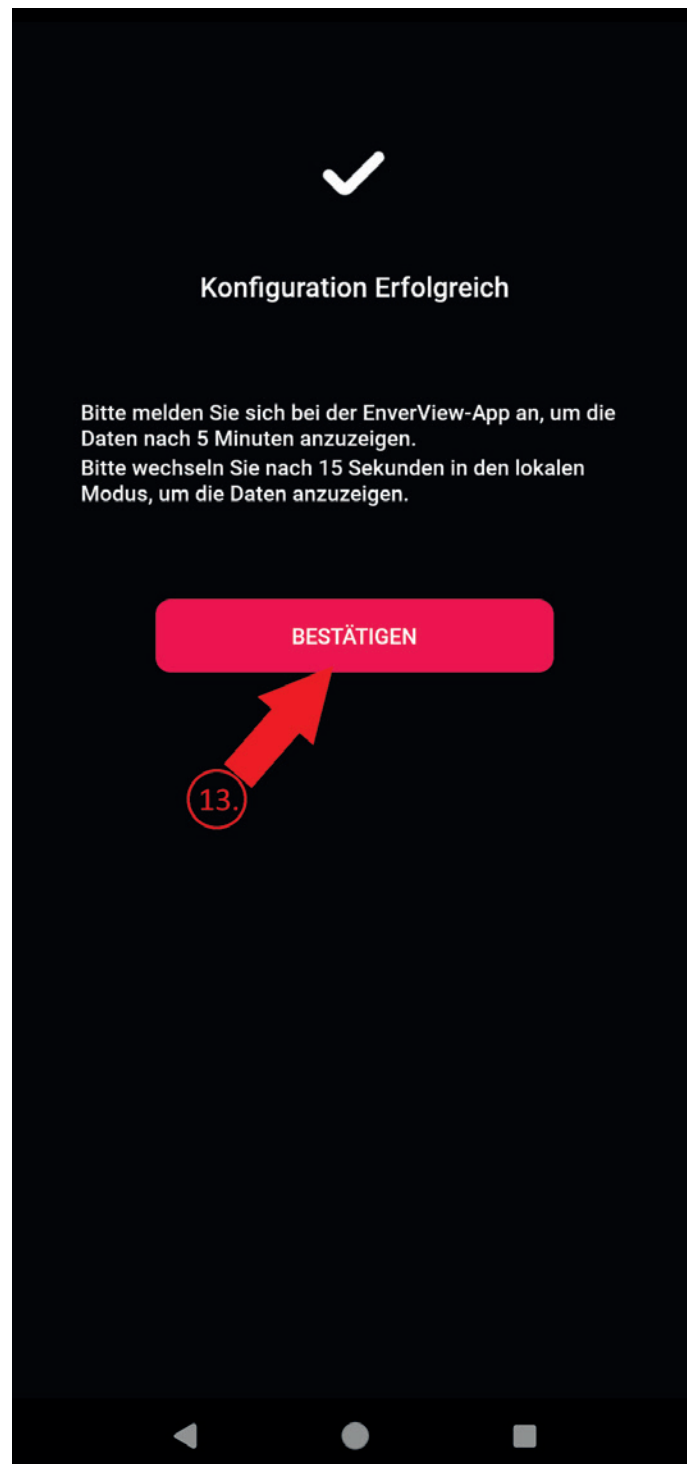 Konfiguration Erfolgreich
Bitte melden Sie sich bei der EnverView-App an, um die
Daten nach 5 Minuten anzuzeigen.
Bitte wechseln Sie nach 15 Sekunden in den lokalen
Modus, um die Daten anzuzeigen.
BESTÄTIGEN
13.